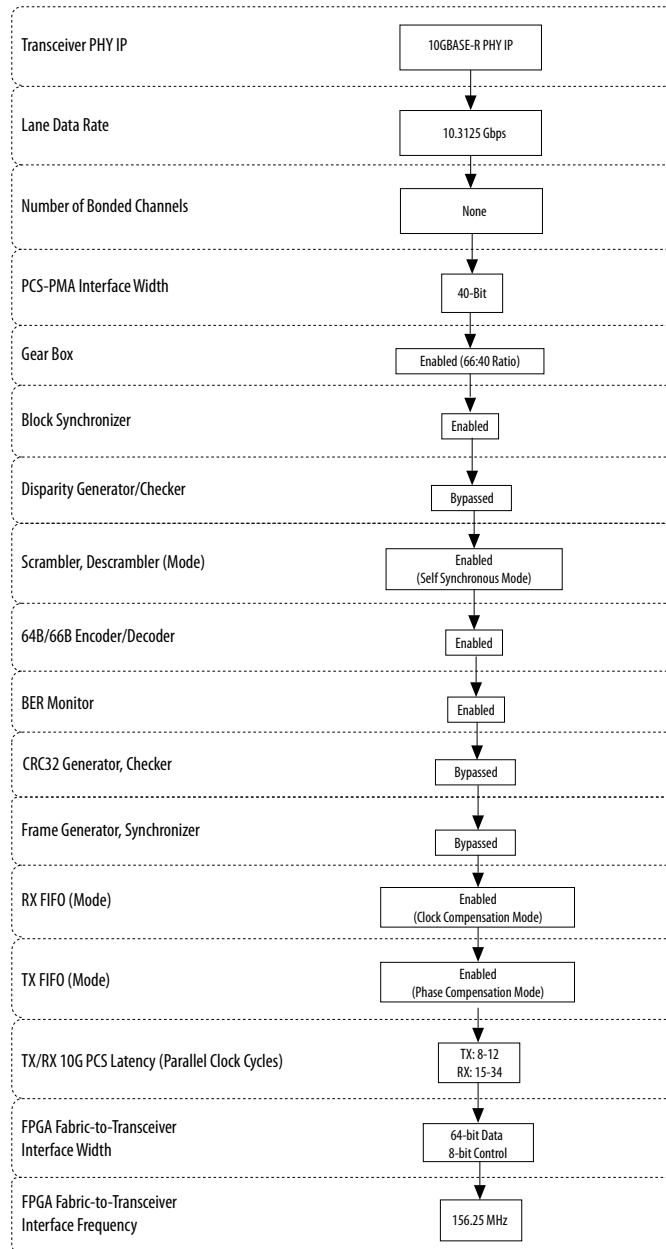 Transceiver PHY IP
10GBASE-R PHY IP
Lane Data Rate
10.3125 Gbps
Number of Bonded Channels
None
PCS-PMA Interface Width
40-Bit
Gear Box
Enabled (66:40 Ratio)
Block Synchronizer
Enabled
Disparity Generator/Checker
Bypassed
Scrambler, Descrambler (Mode)
Enabled
(Self Synchronous Mode)
64B/66B Encoder/Decoder
Enabled
BER Monitor
Enabled
CRC32 Generator, Checker
Bypassed
Frame Generator, Synchronizer
Bypassed
RX FIFO (Mode)
Enabled
(Clock Compensation Mode)
TX FIFO (Mode)
Enabled
(Phase Compensation Mode)
TX/RX 10G PCS Latency (Parallel Clock Cycles)
TX: 8-12
RX: 15-34
FPGA Fabric-to-Transceiver
Interface Width
64-bit Data
8-bit Control
FPGA Fabric-to-Transceiver
Interface Frequency
156.25 MHz